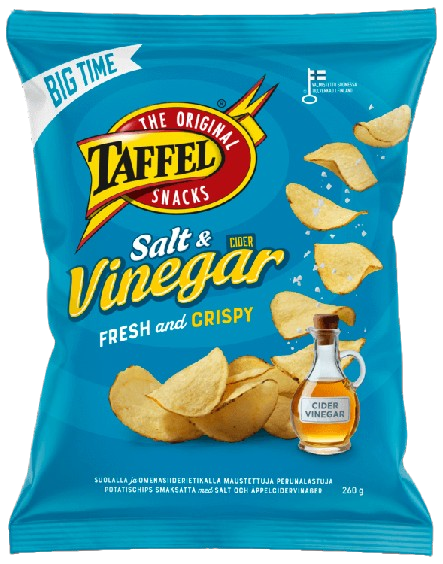 BIG TIME
THE ORIGINAL
®
TAFFEL
SNACKS
Salt &
CIDER
Vinegar
FRESH and CRISPY
CIDER
VINEGAR
SUOLALLA ja OMENASIIDERIETIKALLA MAUSTETTUJA PERUNALASTUJA
POTATISCHIPS SMAKSATTA med SALT OCH ÄPPELCIDERVINÄGER
260 g